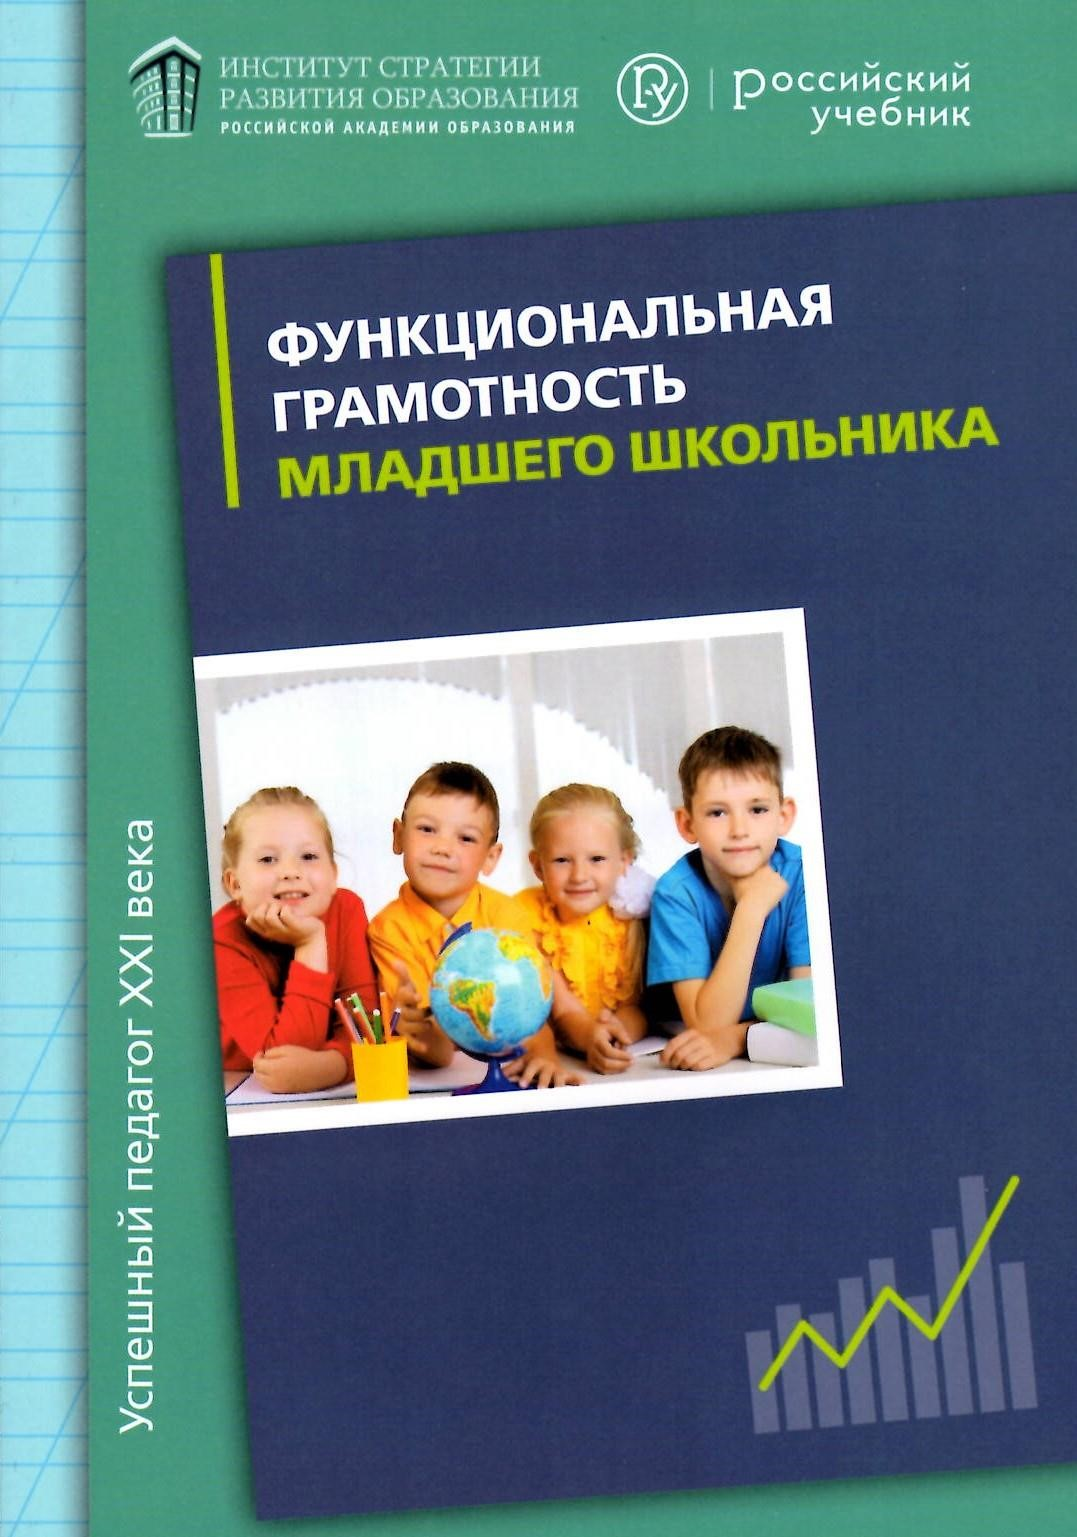 ИНСТИТУТ СТРАТЕГИИ
РАЗВИТИЯ ОБРАЗОВАНИЯ
РОССИЙСКОЙ АКАДЕМИИ ОБРАЗОВАНИЯ
российский
учебник
ФУНКЦИОНАЛЬНАЯ
ГРАМОТНОСТЬ
МЛАДШЕГО ШКОЛЬНИКА
Успешный педагог XXI века